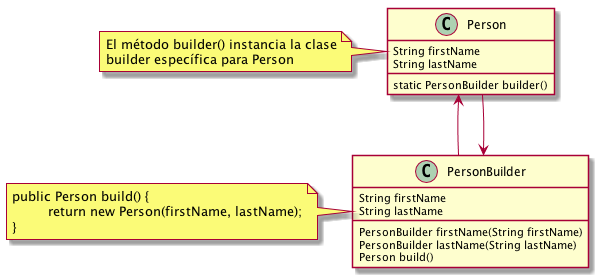 C Person
String firstName
String lastName
static PersonBuilder builder()
El método builder() instancia la clase
builder específica para Person
C PersonBuilder
String firstName
String lastName
PersonBuilder firstName(String firstName)
PersonBuilder lastName(String lastName)
Person build()
public Person build() {
return new Person(firstName, lastName);
}